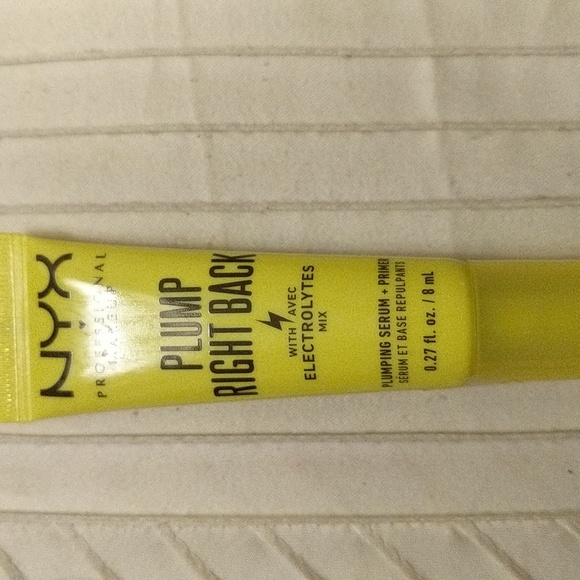 NYX
PROFESSIONAL
MAKEUP
PLUMP
RIGHT BACK
WITH AVEC
ELECTROLYTES
MIX
PLUMPING SERUM + PRIMER
SÉRUM ET BASE REPULPANTS
0.27 fl. oz. / 8 mL